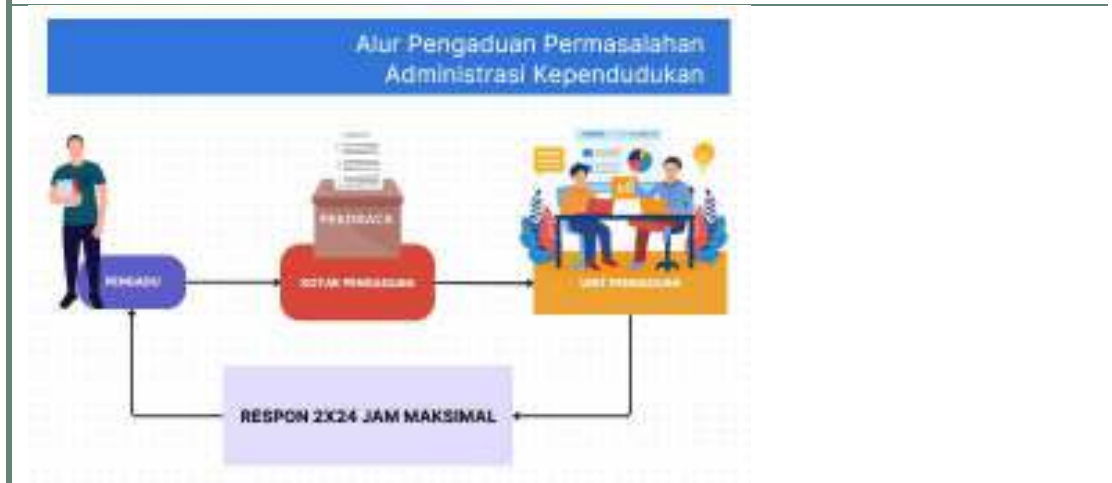 Alur Pengaduan Permasalahan
Administrasi Kependudukan
FEEDBACK
PENGADU
KOTAK PENGADUAN
UNIT PENGADUAN
RESPON 2X24 JAM MAKSIMAL